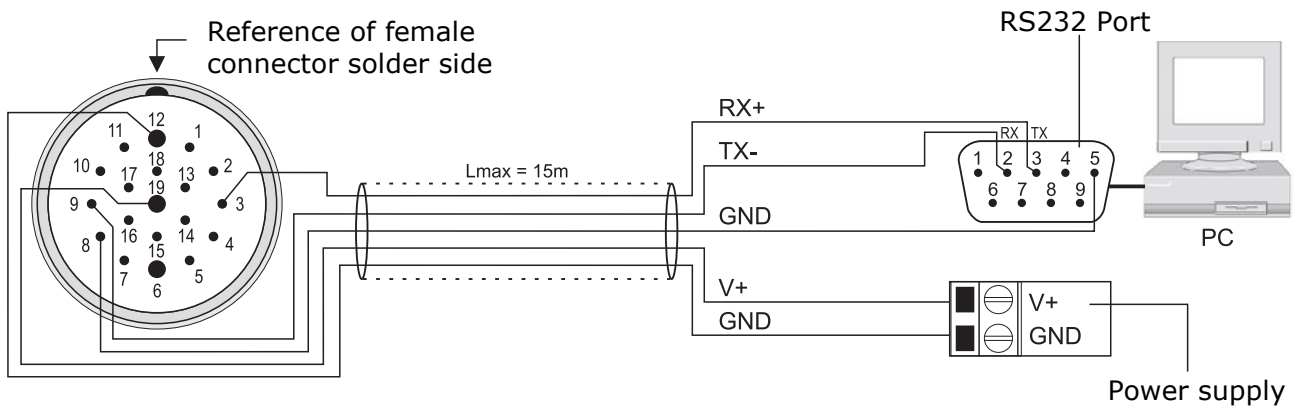 Reference of female
connector solder side
RS232 Port
12
11
1
10
18
2
17
13
19
9
3
16
14
8
15
4
7
5
6
Lmax = 15m
RX+
TX-
GND
V+
GND
RX TX
1 2 3 4 5
6 7 8 9
PC
V+
GND
Power supply